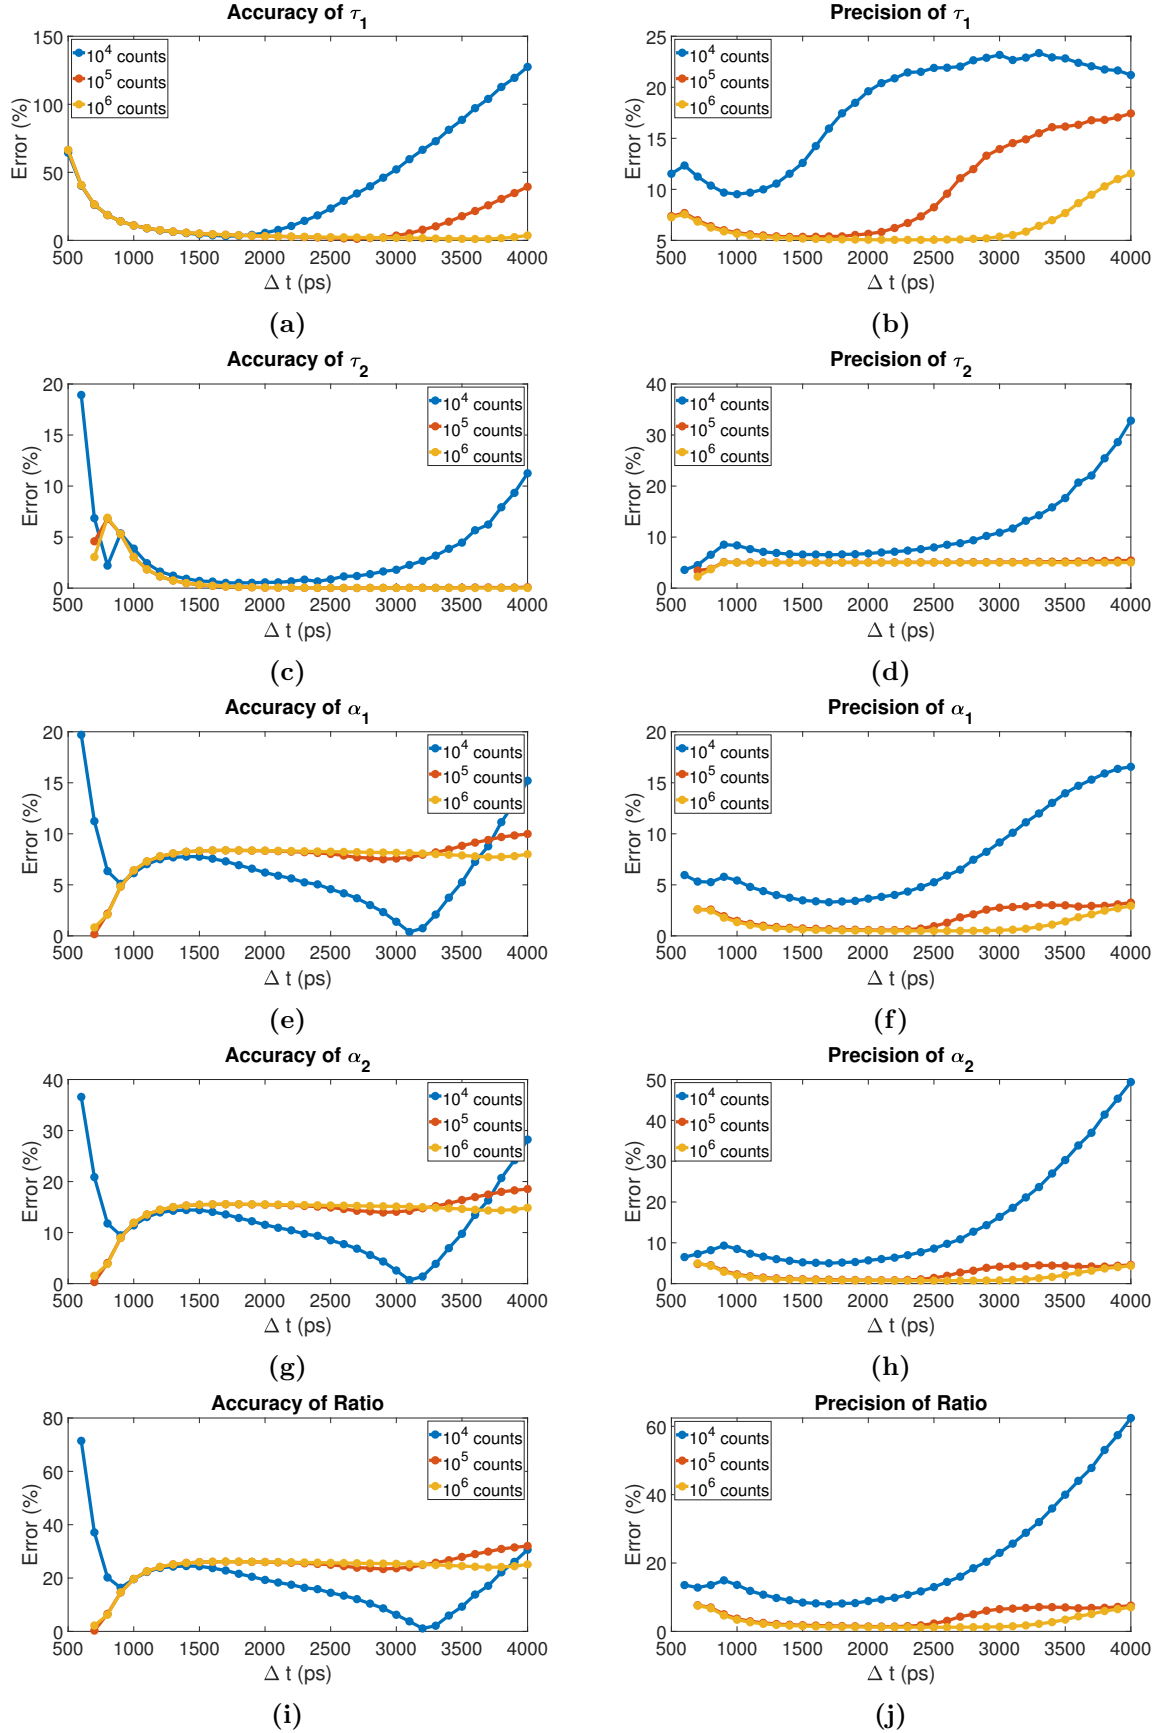 Accuracy of τ1
150
100
50
0
Error (%)
10^4 counts
10^5 counts
10^6 counts
500 1000 1500 2000 2500 3000 3500 4000
Δ t (ps)
(a)
Precision of τ1
25
20
15
10
5
Error (%)
10^4 counts
10^5 counts
10^6 counts
500 1000 1500 2000 2500 3000 3500 4000
Δ t (ps)
(b)
Accuracy of τ2
20
15
10
5
0
Error (%)
10^4 counts
10^5 counts
10^6 counts
500 1000 1500 2000 2500 3000 3500 4000
Δ t (ps)
(c)
Precision of τ2
40
30
20
10
0
Error (%)
10^4 counts
10^5 counts
10^6 counts
500 1000 1500 2000 2500 3000 3500 4000
Δ t (ps)
(d)
Accuracy of α1
20
15
10
5
0
Error (%)
10^4 counts
10^5 counts
10^6 counts
500 1000 1500 2000 2500 3000 3500 4000
Δ t (ps)
(e)
Precision of α1
20
15
10
5
0
Error (%)
10^4 counts
10^5 counts
10^6 counts
500 1000 1500 2000 2500 3000 3500 4000
Δ t (ps)
(f)
Accuracy of α2
40
30
20
10
0
Error (%)
10^4 counts
10^5 counts
10^6 counts
500 1000 1500 2000 2500 3000 3500 4000
Δ t (ps)
(g)
Precision of α2
50
40
30
20
10
0
Error (%)
10^4 counts
10^5 counts
10^6 counts
500 1000 1500 2000 2500 3000 3500 4000
Δ t (ps)
(h)
Accuracy of Ratio
80
60
40
20
0
Error (%)
10^4 counts
10^5 counts
10^6 counts
500 1000 1500 2000 2500 3000 3500 4000
Δ t (ps)
(i)
Precision of Ratio
60
40
20
0
Error (%)
10^4 counts
10^5 counts
10^6 counts
500 1000 1500 2000 2500 3000 3500 4000
Δ t (ps)
(j)